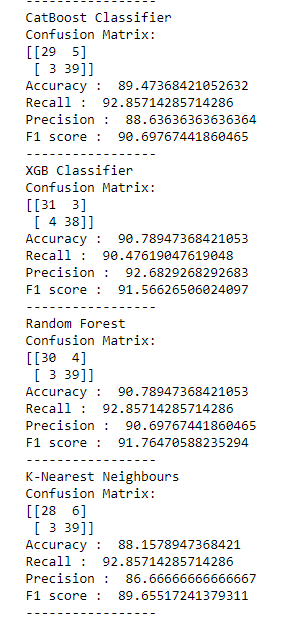 -----------------
CatBoost Classifier
Confusion Matrix:
[[29  5]
 [ 3 39]]
Accuracy :  89.47368421052632
Recall :  92.85714285714286
Precision :  88.63636363636364
F1 score :  90.69767441860465
-----------------
XGB Classifier
Confusion Matrix:
[[31  3]
 [ 4 38]]
Accuracy :  90.78947368421053
Recall :  90.47619047619048
Precision :  92.6829268292683
F1 score :  91.56626506024097
-----------------
Random Forest
Confusion Matrix:
[[30  4]
 [ 3 39]]
Accuracy :  90.78947368421053
Recall :  92.85714285714286
Precision :  90.69767441860465
F1 score :  91.76470588235294
-----------------
K-Nearest Neighbours
Confusion Matrix:
[[28  6]
 [ 3 39]]
Accuracy :  88.1578947368421
Recall :  92.85714285714286
Precision :  86.66666666666667
F1 score :  89.65517241379311
-----------------